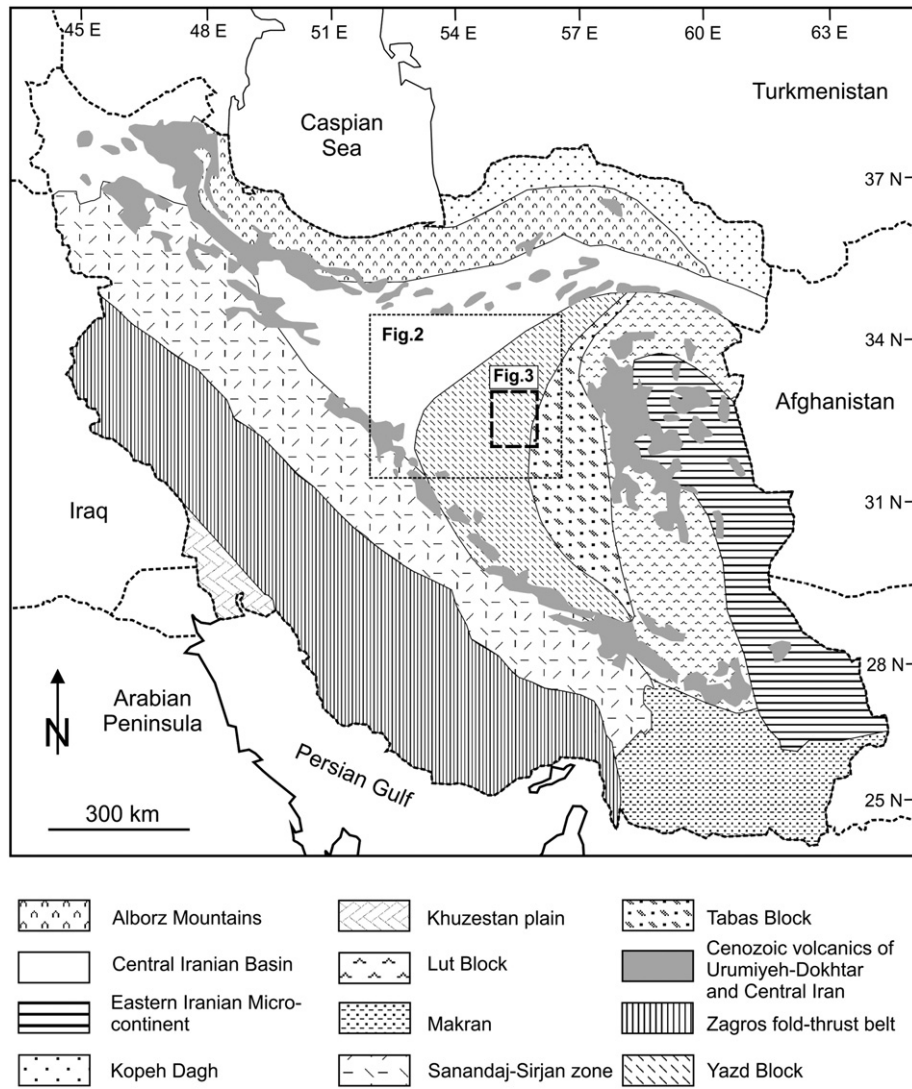 45 E 48 E 51 E 54 E 57 E 60 E 63 E
Turkmenistan
Caspian
Sea
37 N
Fig.2
34 N
Fig.3
Afghanistan
Iraq
31 N
28 N
Arabian
Peninsula
N
Persian Gulf
25 N
300 km
Alborz Mountains
Central Iranian Basin
Eastern Iranian Micro-
continent
Kopeh Dagh
Khuzestan plain
Lut Block
Makran
Sanandaj-Sirjan zone
Tabas Block
Cenozoic volcanics of
Urumiyeh-Dokhtar
and Central Iran
Zagros fold-thrust belt
Yazd Block